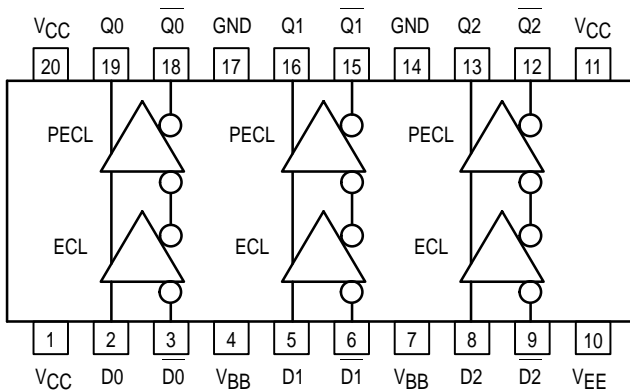 VCC Q0 Q0 GND Q1 Q1 GND Q2 Q2 VCC
20 19 18 17 16 15 14 13 12 11
PECL PECL PECL
ECL ECL ECL
1 2 3 4 5 6 7 8 9 10
VCC D0 D0 VBB D1 D1 VBB D2 D2 VEE